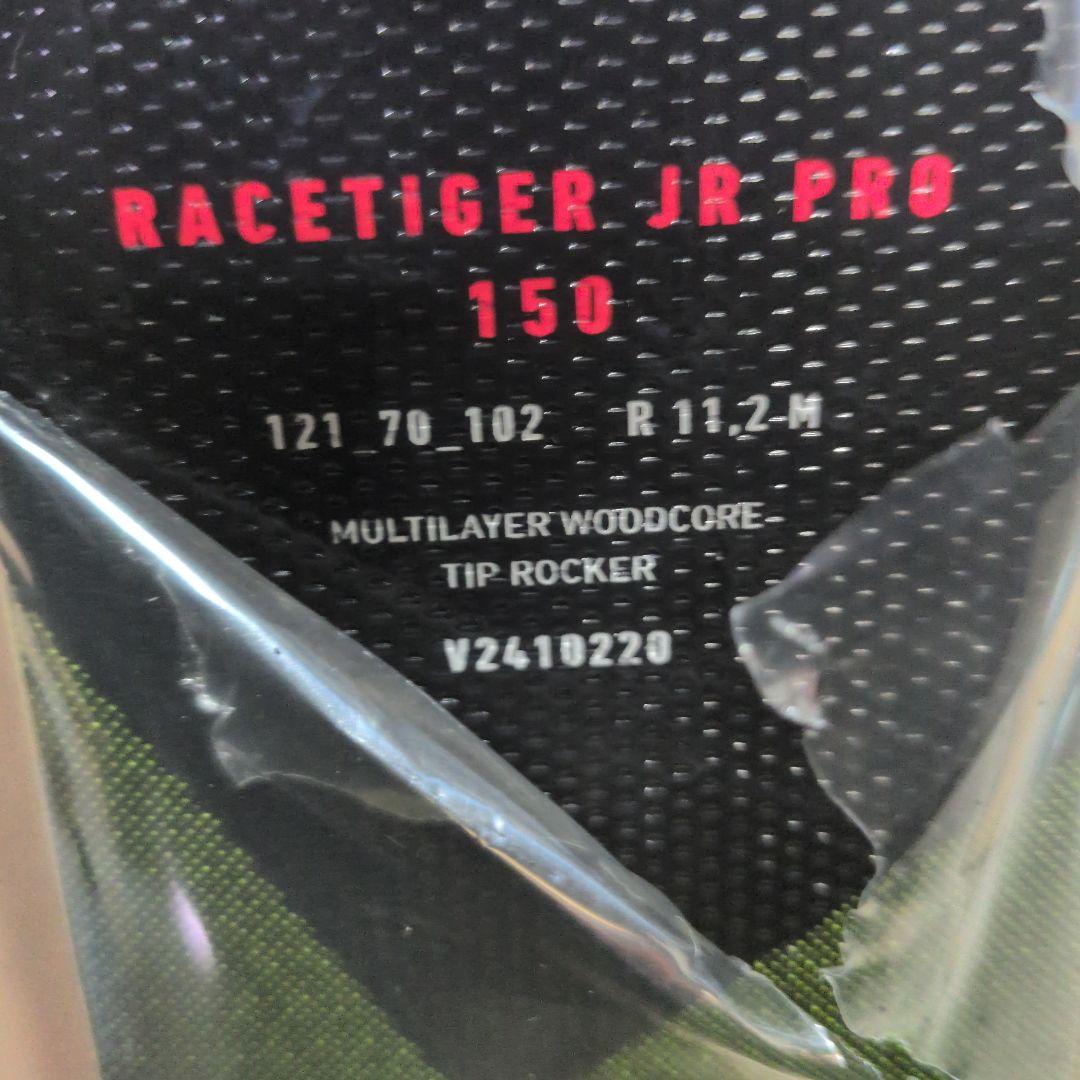 RACETiGER JR PRO
150
121_70_102 R 11,2 M
MULTILAYER WOODCORE
TIP ROCKER
V2410220